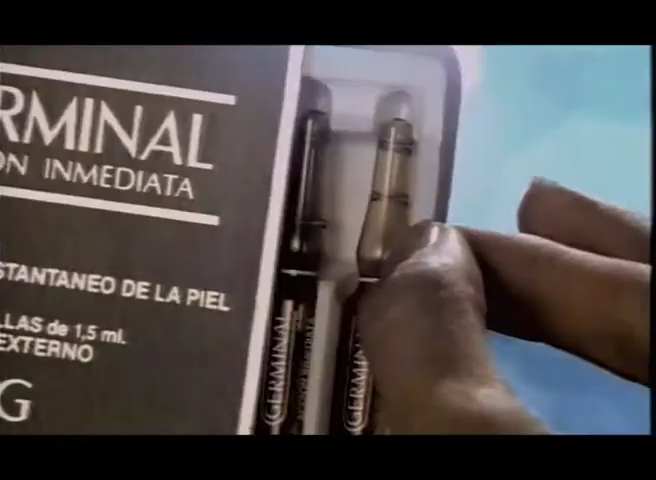 RMINAL
ON INMEDIATA
STANTANEO DE LA PIEL
LLAS de 1,5 ml.
EXTERNO
G
GERMINAL
GERMINAL